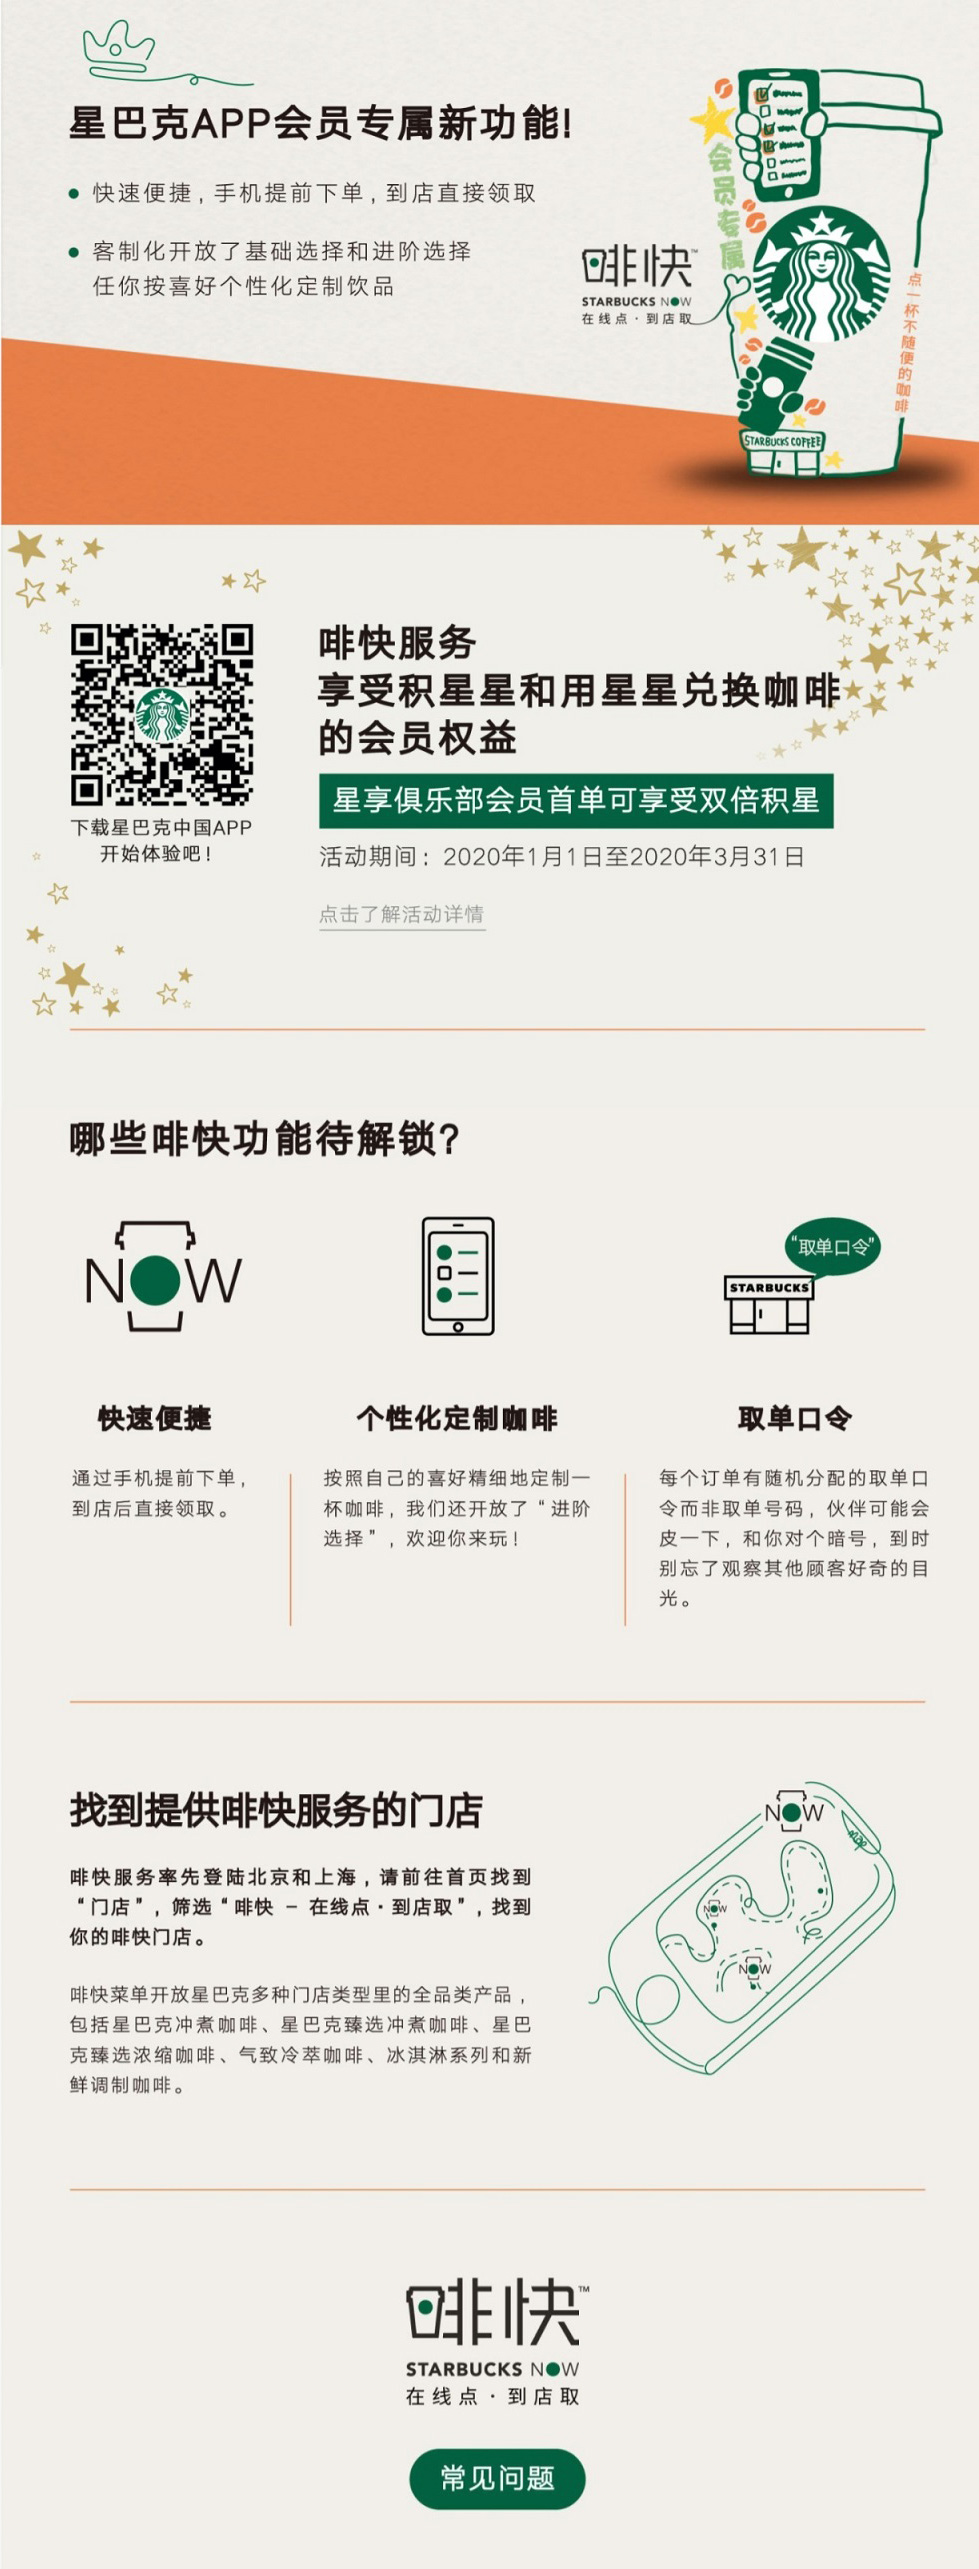 星巴克APP会员专属新功能!
快速便捷，手机提前下单，到店直接领取
客制化开放了基础选择和进阶选择
任你按喜好个性化定制饮品
啡快™
STARBUCKS NOW
在线点·到店取
会员专属
点一杯不随便的咖啡
STARBUCKS COFFEE
啡快服务
享受积星星和用星星兑换咖啡
的会员权益
星享俱乐部会员首单可享受双倍积星
活动期间：2020年1月1日至2020年3月31日
点击了解活动详情
下载星巴克中国APP
开始体验吧！
哪些啡快功能待解锁?
NOW
“取单口令”
STARBUCKS
快速便捷
通过手机提前下单，
到店后直接领取。
个性化定制咖啡
按照自己的喜好精细地定制一
杯咖啡，我们还开放了“进阶
选择”，欢迎你来玩！
取单口令
每个订单有随机分配的取单口
令而非取单号码，伙伴可能会
皮一下，和你对个暗号，到时
别忘了观察其他顾客好奇的目
光。
找到提供啡快服务的门店
啡快服务率先登陆北京和上海，请前往首页找到
“门店”，筛选“啡快 – 在线点·到店取”，找到
你的啡快门店。
啡快菜单开放星巴克多种门店类型里的全品类产品，
包括星巴克冲煮咖啡、星巴克臻选冲煮咖啡、星巴
克臻选浓缩咖啡、气致冷萃咖啡、冰淇淋系列和新
鲜调制咖啡。
NOW
NOW
NOW
啡快™
STARBUCKS NOW
在线点·到店取
常见问题